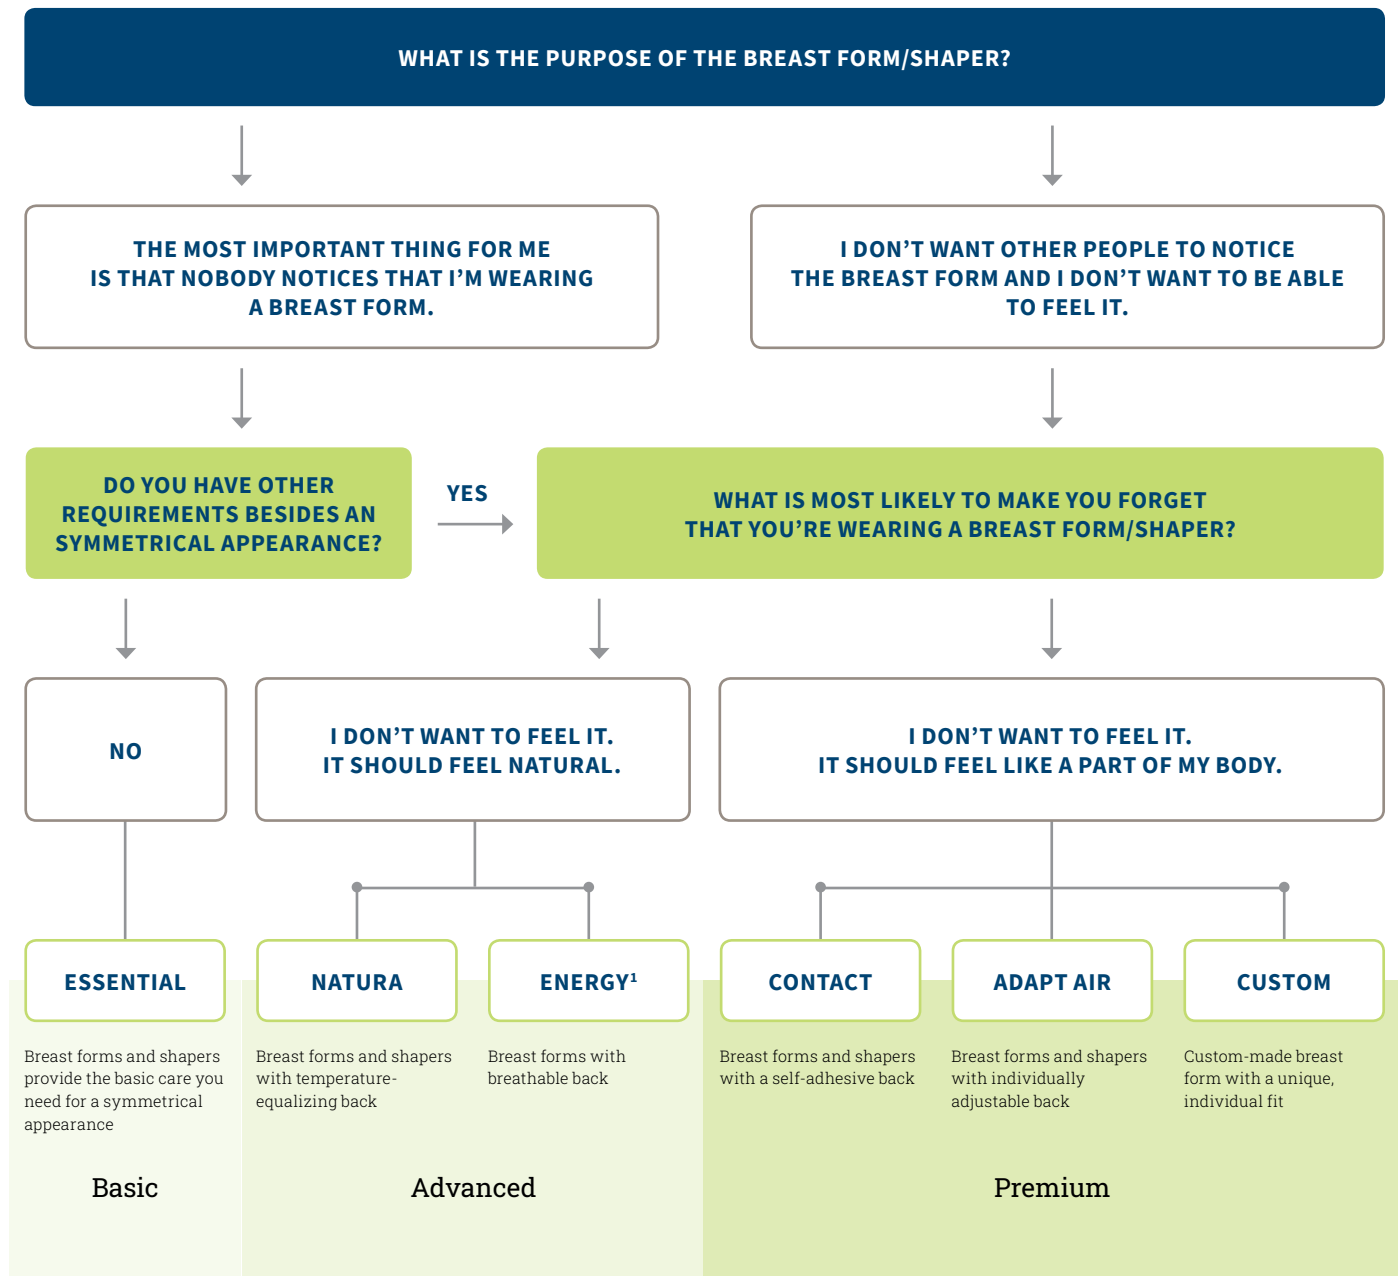 WHAT IS THE PURPOSE OF THE BREAST FORM/SHAPER?
THE MOST IMPORTANT THING FOR ME
IS THAT NOBODY NOTICES THAT I’M WEARING
A BREAST FORM.
I DON’T WANT OTHER PEOPLE TO NOTICE
THE BREAST FORM AND I DON’T WANT TO BE ABLE
TO FEEL IT.
DO YOU HAVE OTHER
REQUIREMENTS BESIDES AN
SYMMETRICAL APPEARANCE?
YES
WHAT IS MOST LIKELY TO MAKE YOU FORGET
THAT YOU’RE WEARING A BREAST FORM/SHAPER?
NO
I DON’T WANT TO FEEL IT.
IT SHOULD FEEL NATURAL.
I DON’T WANT TO FEEL IT.
IT SHOULD FEEL LIKE A PART OF MY BODY.
ESSENTIAL
Breast forms and shapers
provide the basic care you
need for a symmetrical
appearance
NATURA
Breast forms and shapers
with temperature-
equalizing back
ENERGY¹
Breast forms with
breathable back
CONTACT
Breast forms and shapers
with a self-adhesive back
ADAPT AIR
Breast forms and shapers
with individually
adjustable back
CUSTOM
Custom-made breast
form with a unique,
individual fit
Basic
Advanced
Premium